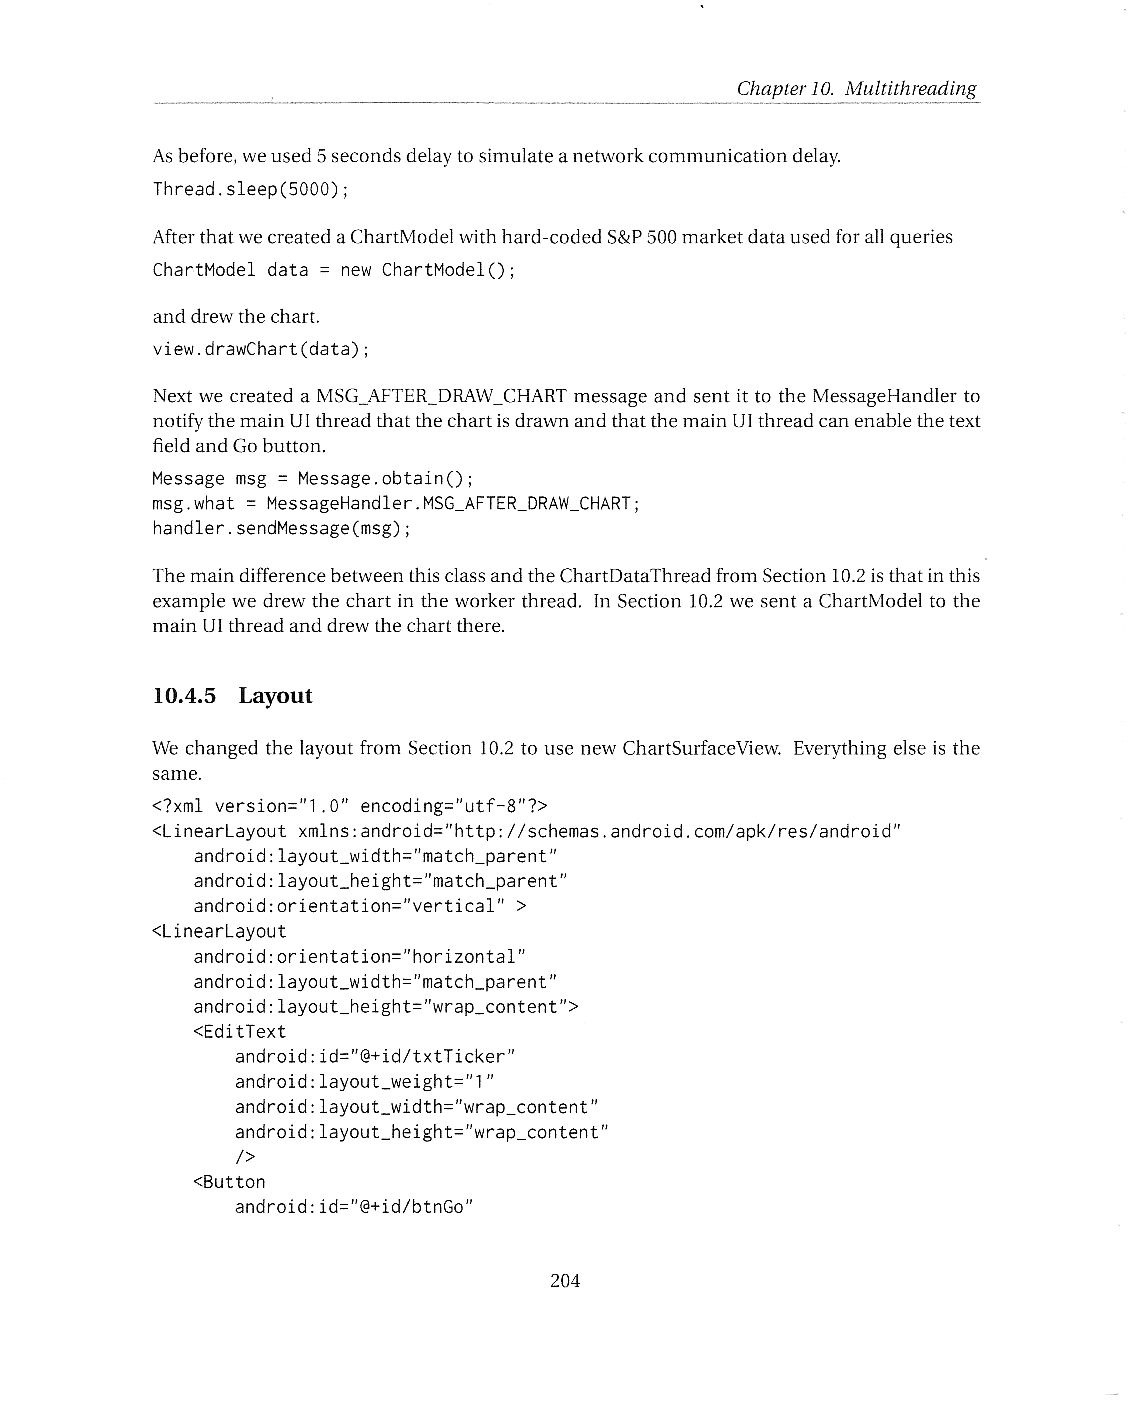 Chapter 10. Multithreading
As before, we used 5 seconds delay to simulate a network communication delay.
Thread.sleep(5000);
After that we created a ChartModel with hard-coded S&P 500 market data used for all queries
ChartModel data = new ChartModel();
and drew the chart.
view.drawChart(data);
Next we created a MSG_AFTER_DRAW_CHART message and sent it to the MessageHandler to
notify the main UI thread that the chart is drawn and that the main UI thread can enable the text
field and Go button.
Message msg = Message.obtain();
msg.what = MessageHandler.MSG_AFTER_DRAW_CHART;
handler.sendMessage(msg);
The main difference between this class and the ChartDataThread from Section 10.2 is that in this
example we drew the chart in the worker thread. In Section 10.2 we sent a ChartModel to the
main UI thread and drew the chart there.
10.4.5 Layout
We changed the layout from Section 10.2 to use new ChartSurfaceView. Everything else is the
same.
<?xml version="1.0" encoding="utf-8"?>
<LinearLayout xmlns:android="http://schemas.android.com/apk/res/android"
    android:layout_width="match_parent"
    android:layout_height="match_parent"
    android:orientation="vertical" >
<LinearLayout
    android:orientation="horizontal"
    android:layout_width="match_parent"
    android:layout_height="wrap_content">
    <EditText
        android:id="@+id/txtTicker"
        android:layout_weight="1"
        android:layout_width="wrap_content"
        android:layout_height="wrap_content"
        />
    <Button
        android:id="@+id/btnGo"
204